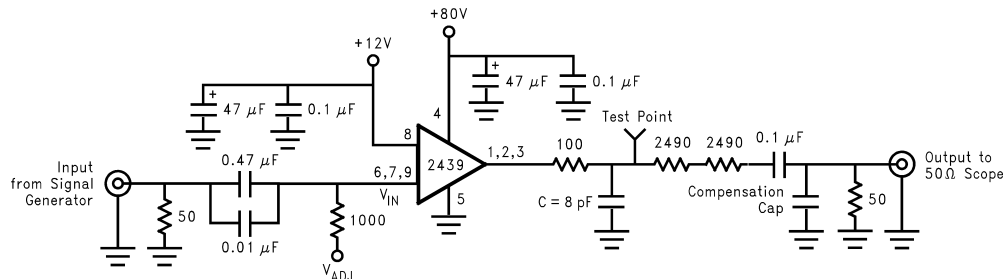 +80V
+12V
+
47 µF
0.1 µF
+
47 µF
0.1 µF
4
8
Test Point
2439
1,2,3
100
2490
2490
0.1 µF
Input
from Signal
Generator
0.47 µF
6,7,9
V_IN
5
Output to
50Ω Scope
50
0.01 µF
1000
C = 8 pF
Compensation
Cap
50
V_ADJ